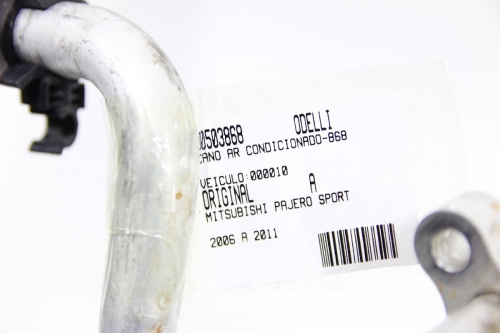 00503868 ODELLI
CANO AR CONDICIONADO-868
VEICULO:000010
ORIGINAL A
MITSUBISHI PAJERO SPORT
2006 A 2011